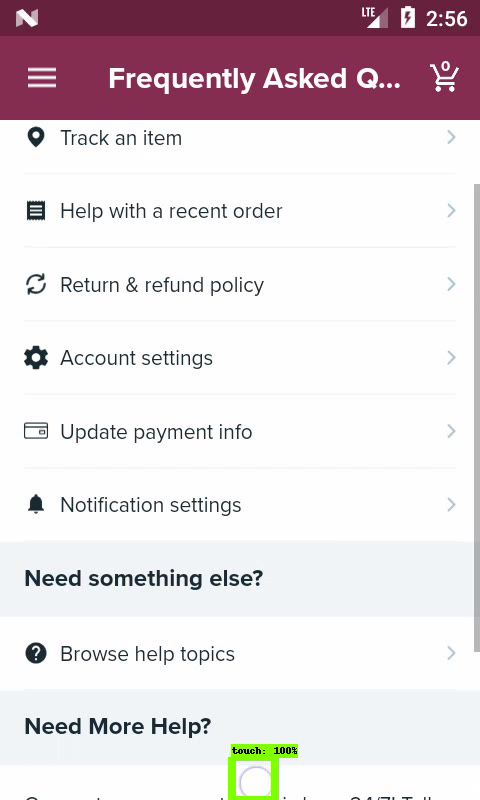 LTE 2:56
Frequently Asked Q... 0
Track an item
Help with a recent order
Return & refund policy
Account settings
Update payment info
Notification settings
Need something else?
Browse help topics
Need More Help?
touch: 100%